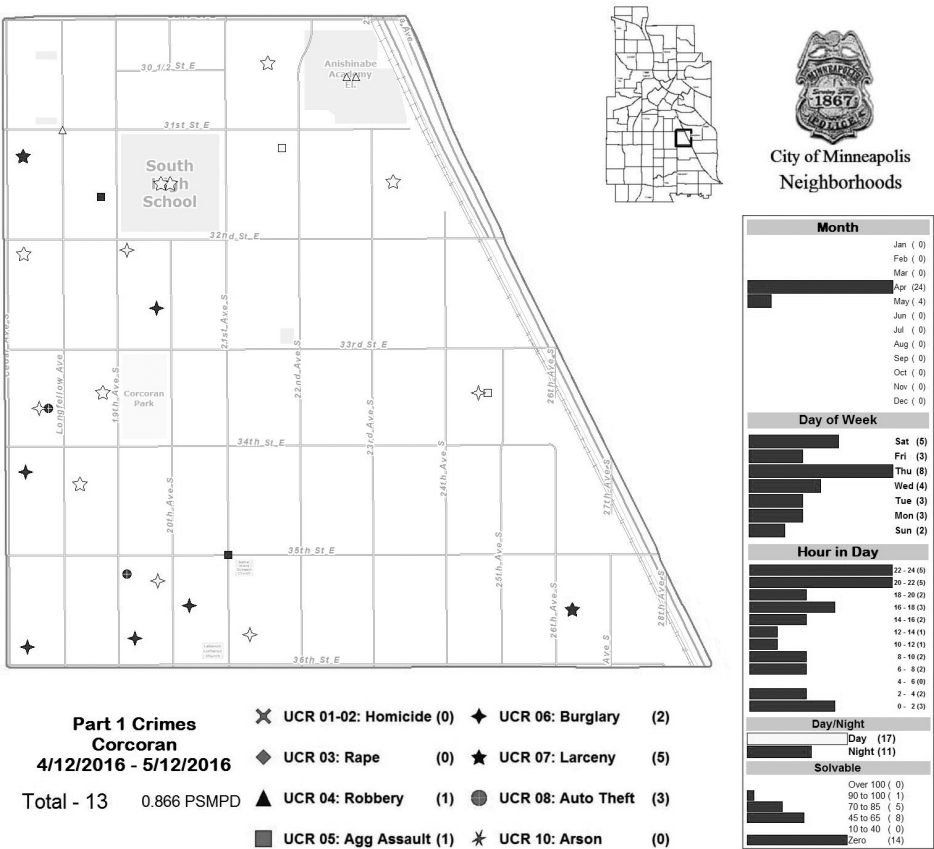 30 1/2 St E
Anishinabe
Academy
El.
31st St E
South
High
School
32nd St E
21st Ave S
33rd St E
Longfellow Ave
19th Ave S
22nd Ave S
Corcoran
Park
23rd Ave S
26th Ave S
34th St E
24th Ave S
27th Ave S
20th Ave S
35th St E
25th Ave S
26th Ave S
28th Ave S
Ave S
36th St E
MINNEAPOLIS
1867
POLICE
City of Minneapolis
Neighborhoods
Month
Jan ( 0)
Feb ( 0)
Mar ( 0)
Apr (24)
May ( 4)
Jun ( 0)
Jul ( 0)
Aug ( 0)
Sep ( 0)
Oct ( 0)
Nov ( 0)
Dec ( 0)
Day of Week
Sat (5)
Fri (3)
Thu (8)
Wed (4)
Tue (3)
Mon (3)
Sun (2)
Hour in Day
22 - 24 (5)
20 - 22 (5)
18 - 20 (2)
16 - 18 (3)
14 - 16 (2)
12 - 14 (1)
10 - 12 (1)
8 - 10 (2)
6 - 8 (2)
4 - 6 (0)
2 - 4 (2)
0 - 2 (3)
Day/Night
Day (17)
Night (11)
Solvable
Over 100 ( 0)
90 to 100 ( 1)
70 to 85 ( 5)
45 to 65 ( 8)
10 to 40 ( 0)
Zero (14)
Part 1 Crimes
Corcoran
4/12/2016 - 5/12/2016
Total - 13 0.866 PSMPD
UCR 01-02: Homicide (0)
UCR 03: Rape (0)
UCR 04: Robbery (1)
UCR 05: Agg Assault (1)
UCR 06: Burglary (2)
UCR 07: Larceny (5)
UCR 08: Auto Theft (3)
UCR 10: Arson (0)